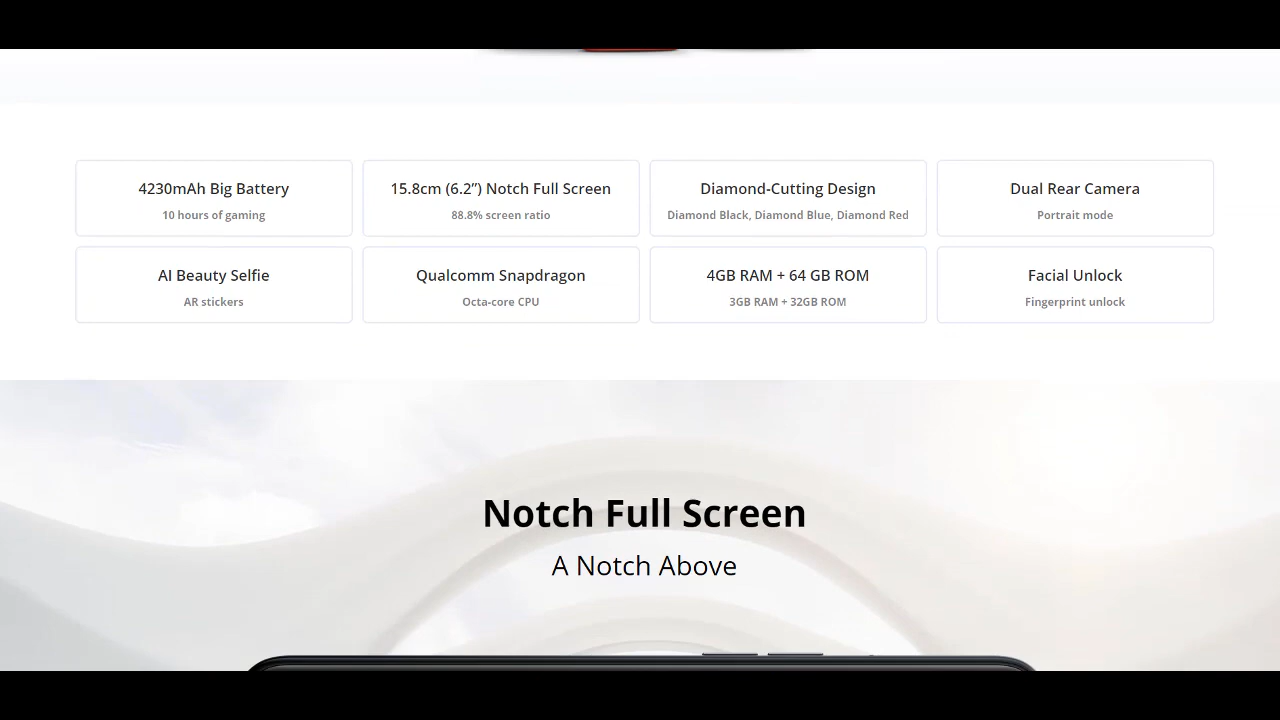 4230mAh Big Battery
10 hours of gaming
15.8cm (6.2”) Notch Full Screen
88.8% screen ratio
Diamond-Cutting Design
Diamond Black, Diamond Blue, Diamond Red
Dual Rear Camera
Portrait mode
AI Beauty Selfie
AR stickers
Qualcomm Snapdragon
Octa-core CPU
4GB RAM + 64 GB ROM
3GB RAM + 32GB ROM
Facial Unlock
Fingerprint unlock
Notch Full Screen
A Notch Above